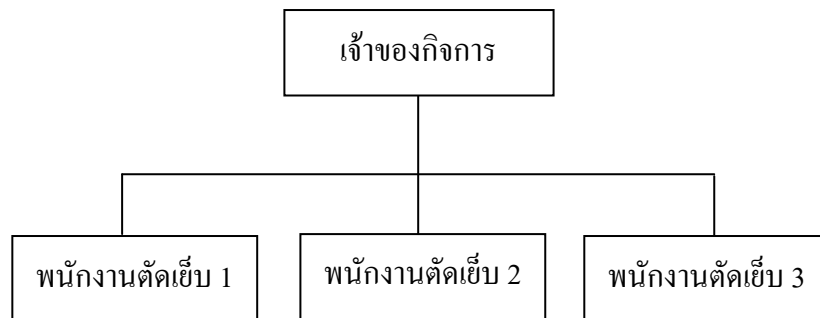 เจ้าของกิจการ
พนักงานตัดเย็บ 1
พนักงานตัดเย็บ 2
พนักงานตัดเย็บ 3